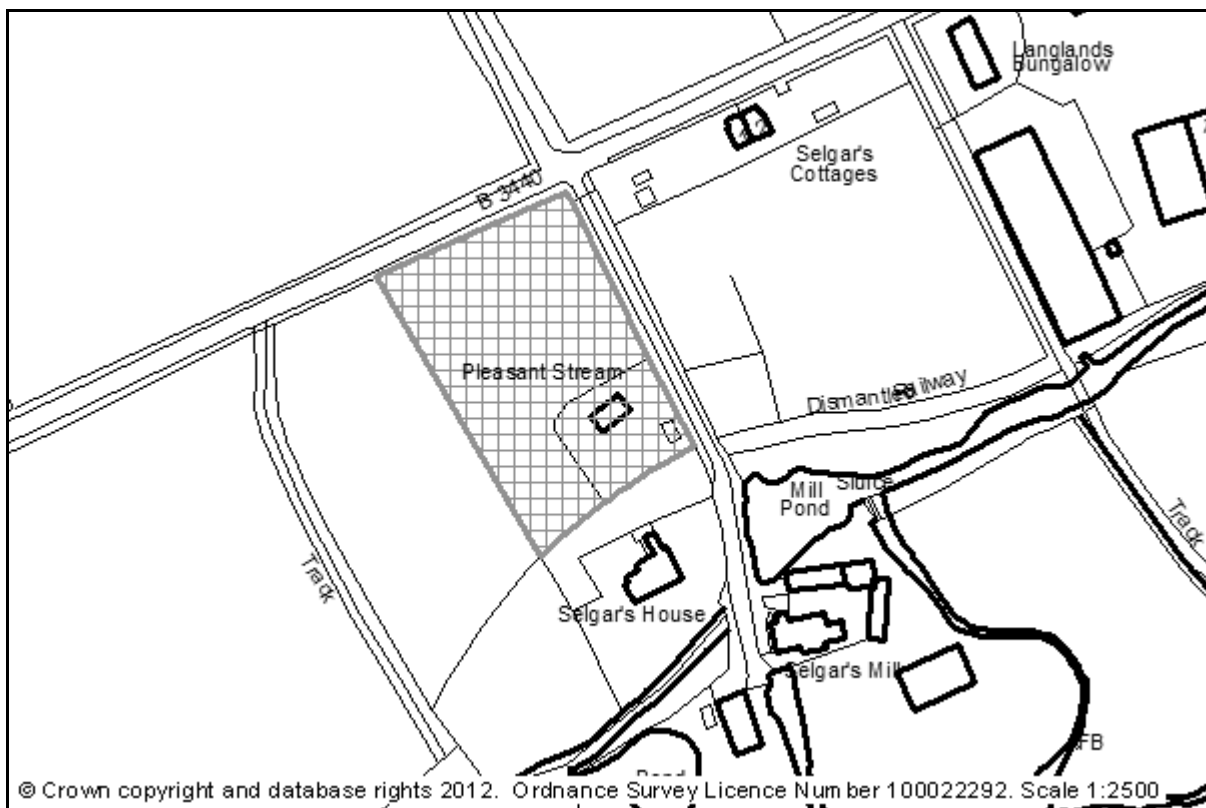 Langlands
Bungalow
Selgar's
Cottages
B 3440
Pleasant Stream
Dismantled Railway
Mill
Pond
Sluice
Track
Track
Selgar's House
Selgar's Mill
FB
Pond
© Crown copyright and database rights 2012. Ordnance Survey Licence Number 100022292. Scale 1:2500